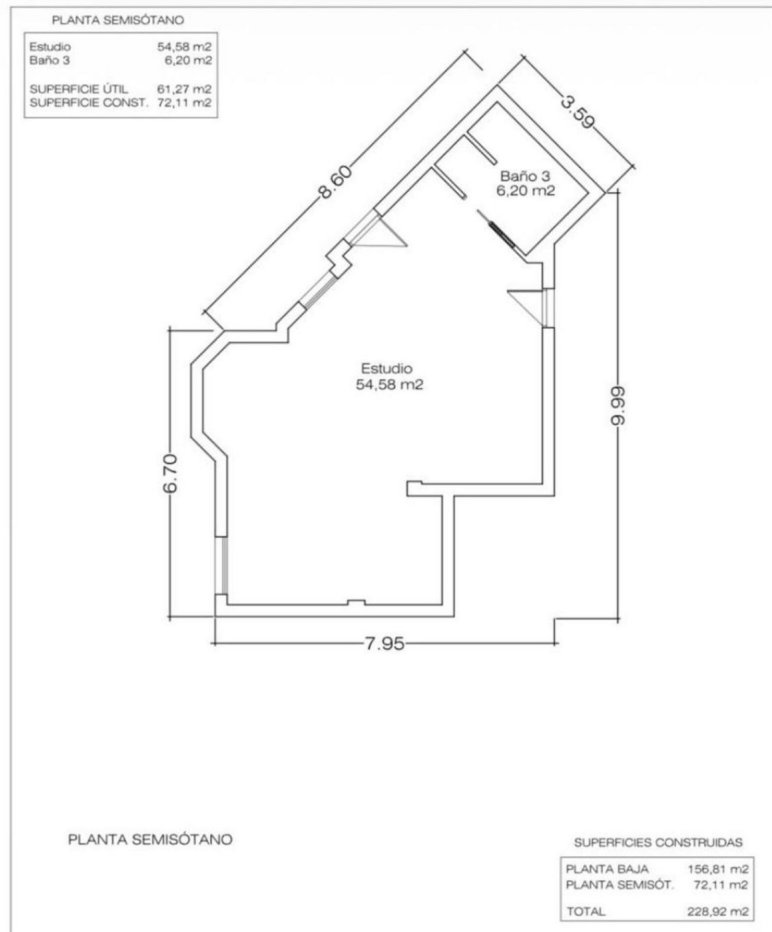 PLANTA SEMISÓTANO
Estudio 54,58 m2
Baño 3 6,20 m2
SUPERFICIE ÚTIL 61,27 m2
SUPERFICIE CONST. 72,11 m2
8.60
3.59
Baño 3
6,20 m2
Estudio
54,58 m2
9.99
6.70
7.95
PLANTA SEMISÓTANO
SUPERFICIES CONSTRUIDAS
PLANTA BAJA 156,81 m2
PLANTA SEMISÓT. 72,11 m2
TOTAL 228,92 m2